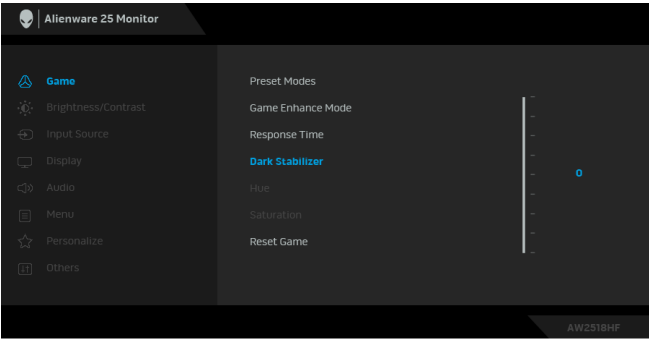 Alienware 25 Monitor
Game
Brightness/Contrast
Input Source
Display
Audio
Menu
Personalize
Others
Preset Modes
Game Enhance Mode
Response Time
Dark Stabilizer
Hue
Saturation
Reset Game
0
AW2518HF